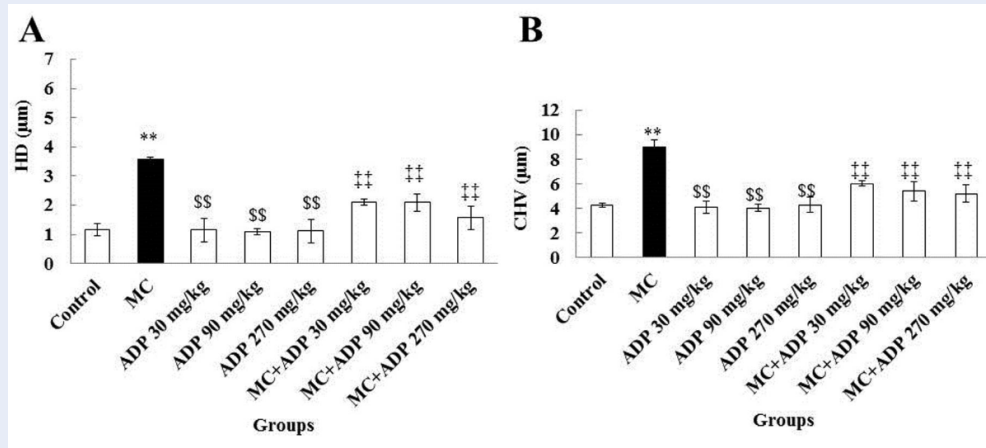 A
HD (µm)
7
6
5
4
3
2
1
0
**
$$
$$
$$
‡‡
‡‡
‡‡
‡‡
‡‡
‡‡
Control
MC
ADP 30 mg/kg
ADP 90 mg/kg
ADP 270 mg/kg
MC+ADP 30 mg/kg
MC+ADP 90 mg/kg
MC+ADP 270 mg/kg
Groups
B
CHV (µm)
12
10
8
6
4
2
0
**
$$
$$
$$
‡‡
‡‡
‡‡
‡‡
‡‡
‡‡
Control
MC
ADP 30 mg/kg
ADP 90 mg/kg
ADP 270 mg/kg
MC+ADP 30 mg/kg
MC+ADP 90 mg/kg
MC+ADP 270 mg/kg
Groups